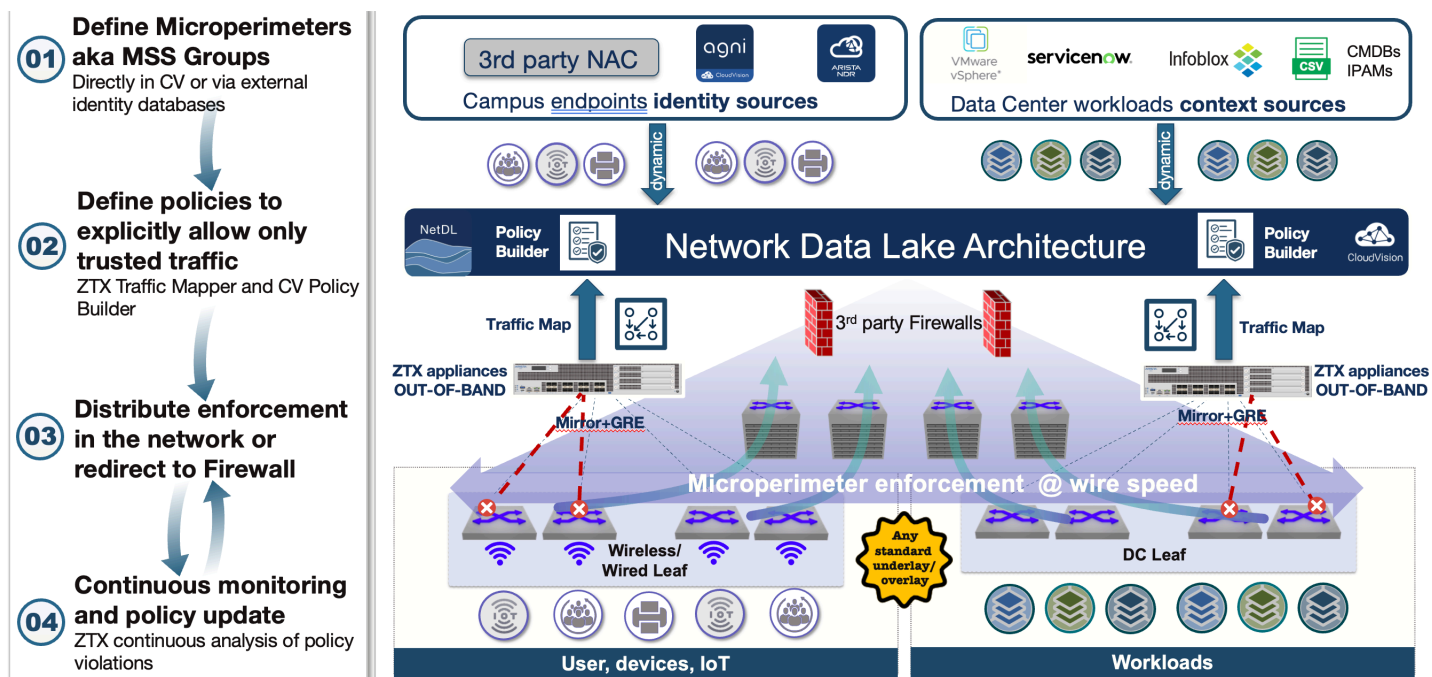 01
Define Microperimeters
aka MSS Groups
Directly in CV or via external
identity databases
02
Define policies to
explicitly allow only
trusted traffic
ZTX Traffic Mapper and CV Policy
Builder
03
Distribute enforcement
in the network or
redirect to Firewall
04
Continuous monitoring
and policy update
ZTX continuous analysis of policy
violations
3rd party NAC
agni
CloudVision
ARISTA
NDR
Campus endpoints identity sources
VMware
vSphere*
servicenow
Infoblox
CSV
CMDBs
IPAMs
Data Center workloads context sources
dynamic
IOT
IOT
dynamic
NetDL
Policy
Builder
Network Data Lake Architecture
Policy
Builder
CloudVision
Traffic Map
3rd party Firewalls
Traffic Map
ZTX appliances
OUT-OF-BAND
ZTX appliances
OUT-OF-BAND
Mirror+GRE
Mirror+GRE
Microperimeter enforcement @ wire speed
Wireless/
Wired Leaf
Any
standard
underlay/
overlay
DC Leaf
IOT
IOT
User, devices, IoT
Workloads